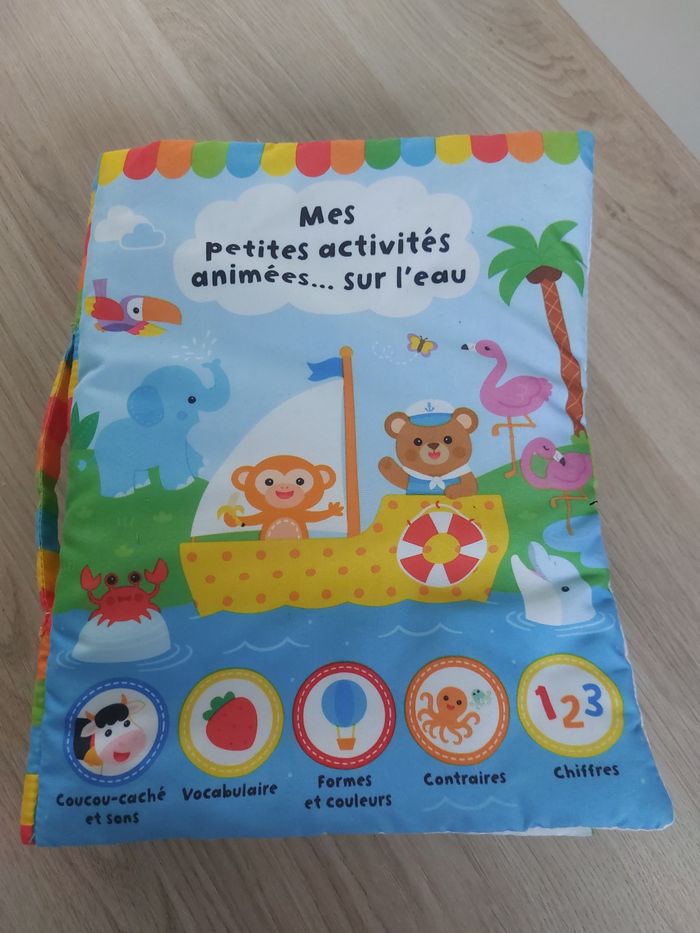 Mes
petites activités
animées... sur l'eau
123
Coucou-caché
et sons
Vocabulaire
Formes
et couleurs
Contraires
Chiffres